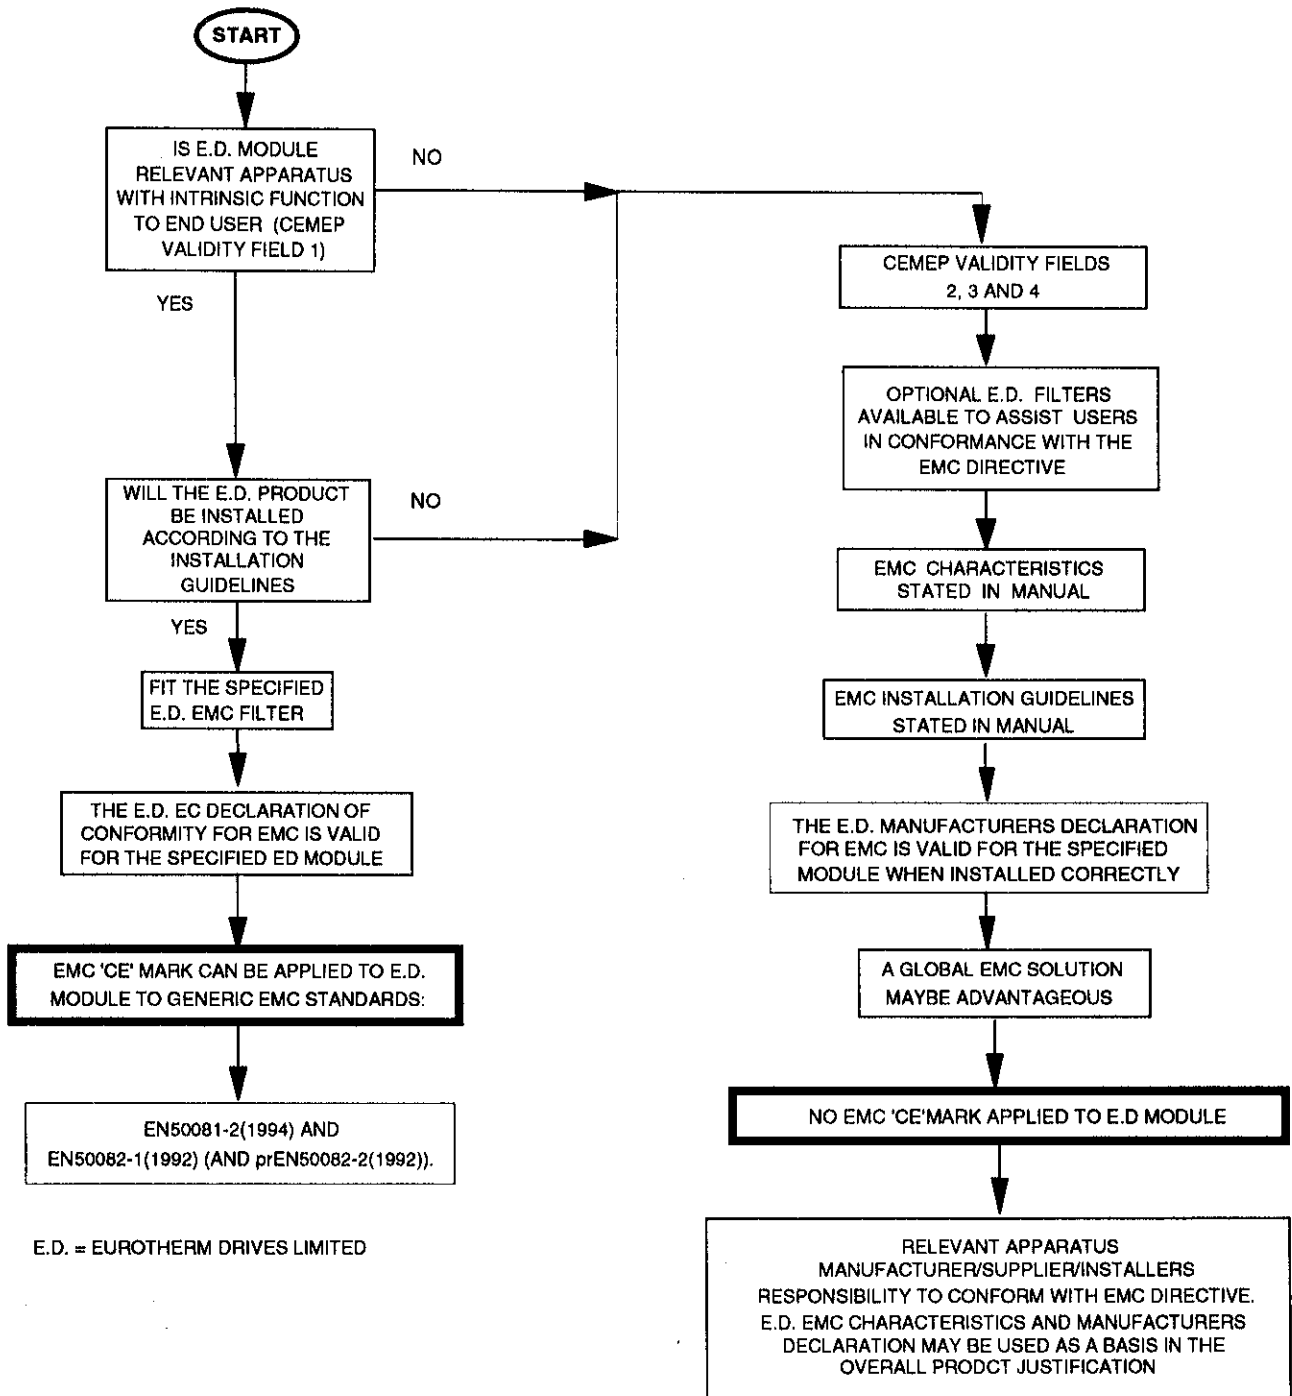 START
IS E.D. MODULE
RELEVANT APPARATUS
WITH INTRINSIC FUNCTION
TO END USER (CEMEP
VALIDITY FIELD 1)
NO
YES
WILL THE E.D. PRODUCT
BE INSTALLED
ACCORDING TO THE
INSTALLATION
GUIDELINES
NO
YES
FIT THE SPECIFIED
E.D. EMC FILTER
THE E.D. EC DECLARATION OF
CONFORMITY FOR EMC IS VALID
FOR THE SPECIFIED ED MODULE
EMC 'CE' MARK CAN BE APPLIED TO E.D.
MODULE TO GENERIC EMC STANDARDS:
EN50081-2(1994) AND
EN50082-1(1992) (AND prEN50082-2(1992)).
E.D. = EUROTHERM DRIVES LIMITED
CEMEP VALIDITY FIELDS
2, 3 AND 4
OPTIONAL E.D. FILTERS
AVAILABLE TO ASSIST USERS
IN CONFORMANCE WITH THE
EMC DIRECTIVE
EMC CHARACTERISTICS
STATED IN MANUAL
EMC INSTALLATION GUIDELINES
STATED IN MANUAL
THE E.D. MANUFACTURERS DECLARATION
FOR EMC IS VALID FOR THE SPECIFIED
MODULE WHEN INSTALLED CORRECTLY
A GLOBAL EMC SOLUTION
MAYBE ADVANTAGEOUS
NO EMC 'CE'MARK APPLIED TO E.D MODULE
RELEVANT APPARATUS
MANUFACTURER/SUPPLIER/INSTALLERS
RESPONSIBILITY TO CONFORM WITH EMC DIRECTIVE.
E.D. EMC CHARACTERISTICS AND MANUFACTURERS
DECLARATION MAY BE USED AS A BASIS IN THE
OVERALL PRODCT JUSTIFICATION